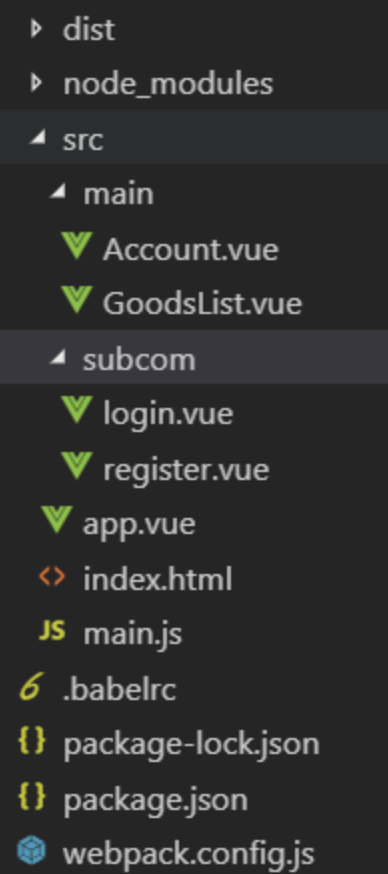 dist
node_modules
src
main
Account.vue
GoodsList.vue
subcom
login.vue
register.vue
app.vue
<> index.html
JS main.js
6 .babelrc
{} package-lock.json
{} package.json
webpack.config.js